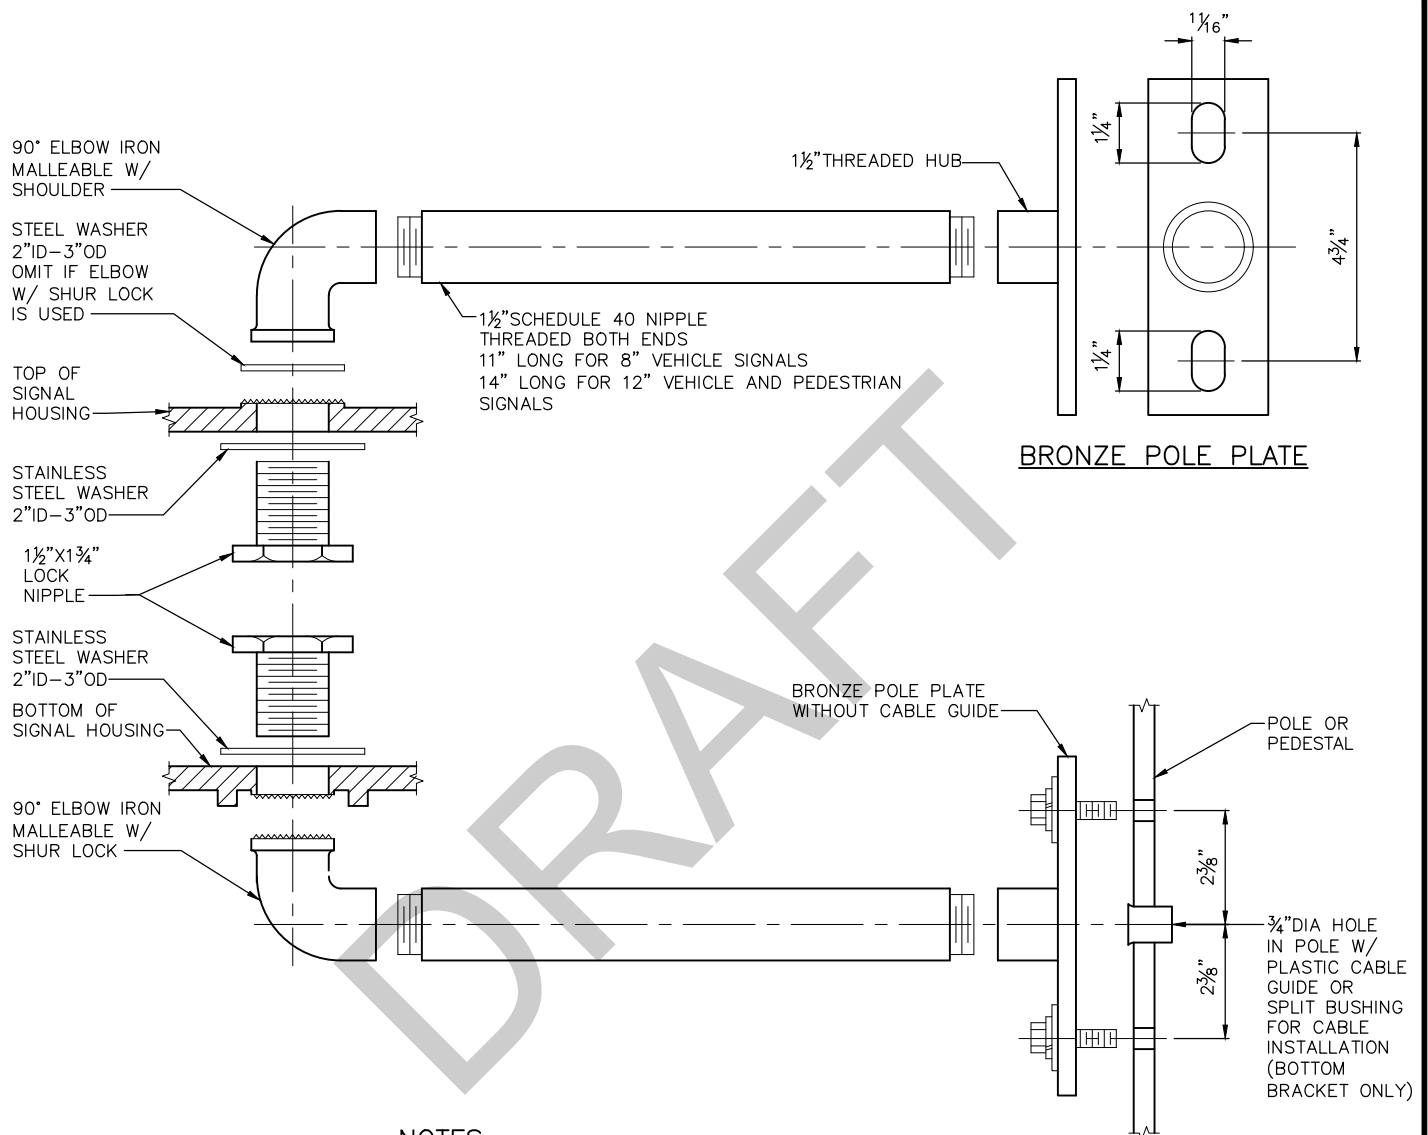 1 1/16"
90° ELBOW IRON
MALLEABLE W/
SHOULDER
STEEL WASHER
2"ID-3"OD
OMIT IF ELBOW
W/ SHUR LOCK
IS USED
TOP OF
SIGNAL
HOUSING
STAINLESS
STEEL WASHER
2"ID-3"OD
1½"X1¾"
LOCK
NIPPLE
STAINLESS
STEEL WASHER
2"ID-3"OD
BOTTOM OF
SIGNAL HOUSING
90° ELBOW IRON
MALLEABLE W/
SHUR LOCK
1½"THREADED HUB
1½"SCHEDULE 40 NIPPLE
THREADED BOTH ENDS
11" LONG FOR 8" VEHICLE SIGNALS
14" LONG FOR 12" VEHICLE AND PEDESTRIAN
SIGNALS
1¼"
4¾"
1¼"
BRONZE POLE PLATE
DRAFT
BRONZE POLE PLATE
WITHOUT CABLE GUIDE
POLE OR
PEDESTAL
2⅜"
2⅜"
¾"DIA HOLE
IN POLE W/
PLASTIC CABLE
GUIDE OR
SPLIT BUSHING
FOR CABLE
INSTALLATION
(BOTTOM
BRACKET ONLY)
NOTES